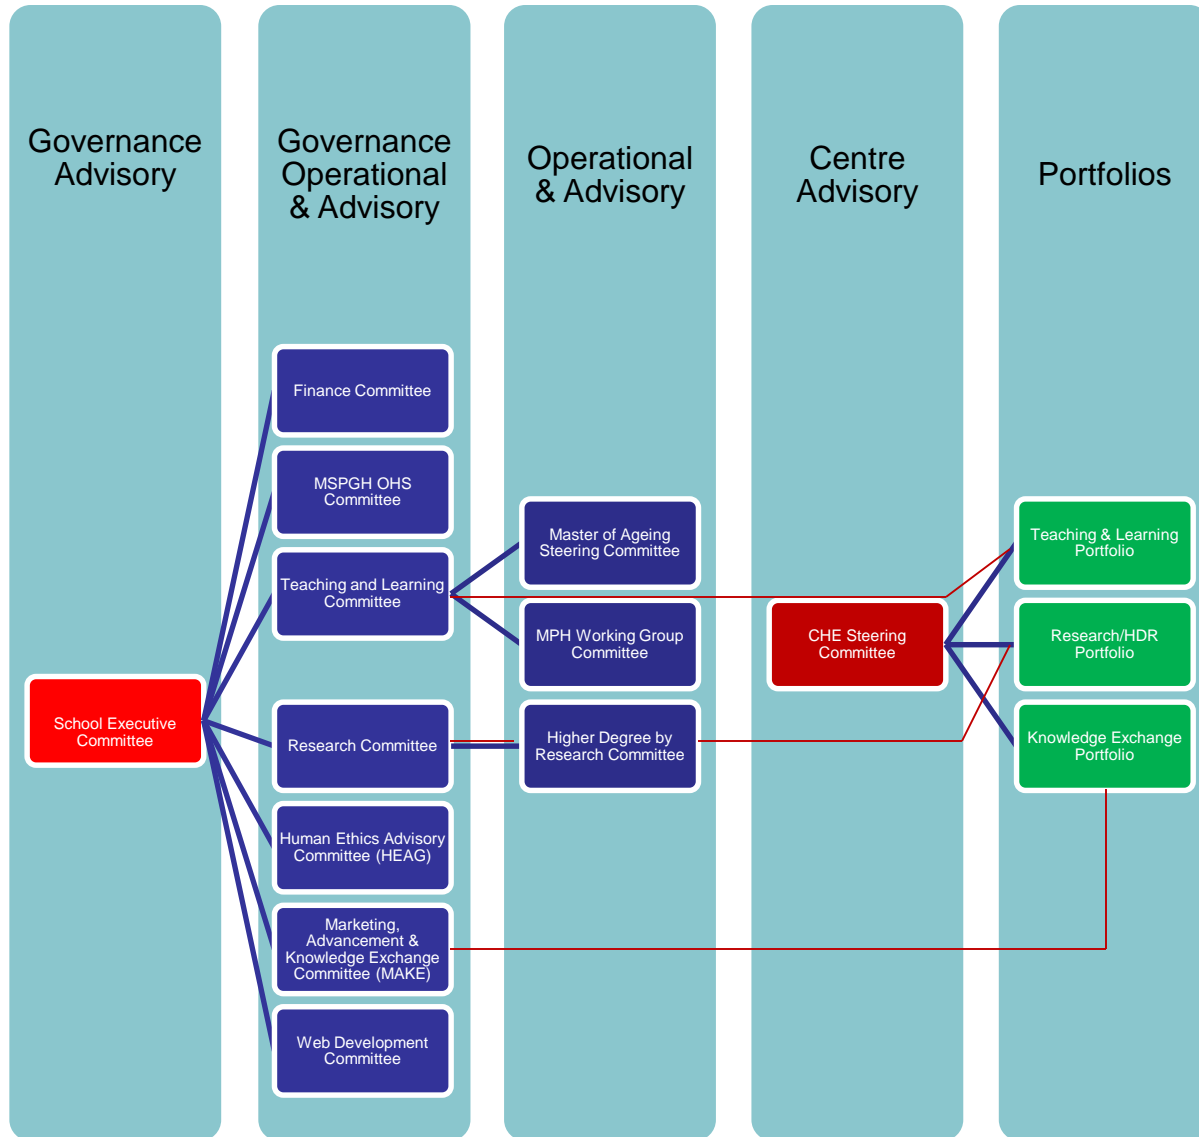 Governance
Advisory
Governance
Operational
& Advisory
Operational
& Advisory
Centre
Advisory
Portfolios
School Executive
Committee
Finance Committee
MSPGH OHS
Committee
Teaching and Learning
Committee
Research Committee
Human Ethics Advisory
Committee (HEAG)
Marketing,
Advancement &
Knowledge Exchange
Committee (MAKE)
Web Development
Committee
Master of Ageing
Steering Committee
MPH Working Group
Committee
Higher Degree by
Research Committee
CHE Steering
Committee
Teaching & Learning
Portfolio
Research/HDR
Portfolio
Knowledge Exchange
Portfolio